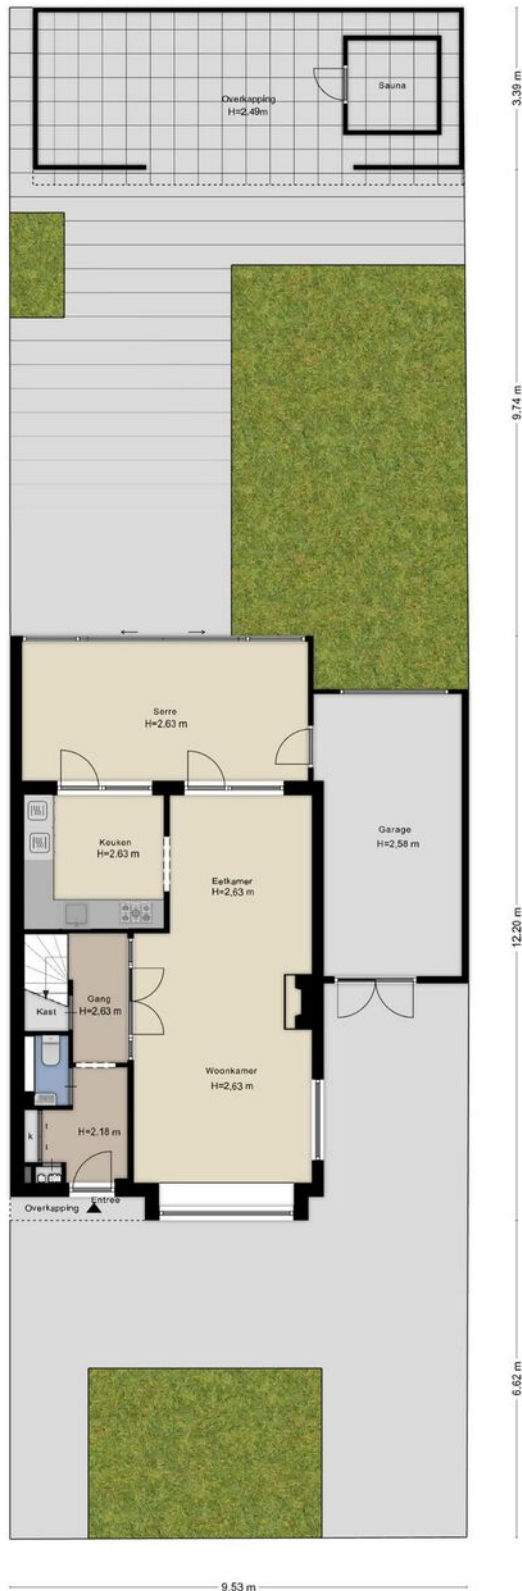 3.39 m
Sauna
Overkapping
H=2.49m
9.74 m
Serre
H=2.63 m
Keuken
H=2.63 m
Garage
H=2,58 m
Eetkamer
H=2,63 m
12.20 m
Gang
H=2,63 m
Kast
Woonkamer
H=2,63 m
k
H=2.18 m
Entree
Overkapping
6.62 m
9.53 m